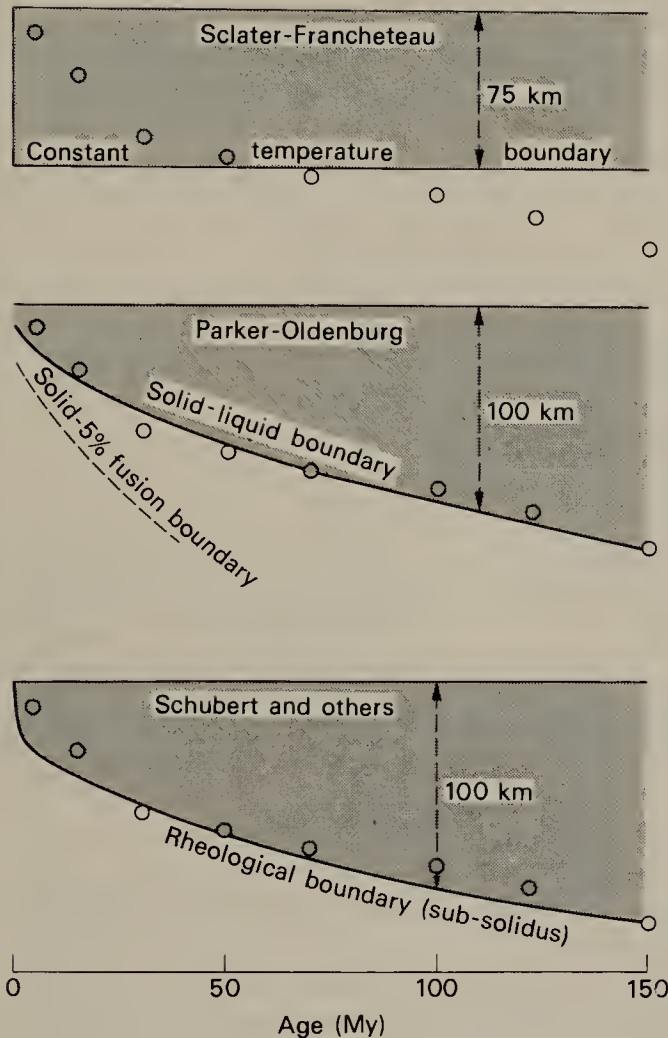 Sclater-Francheteau
75 km
Constant temperature boundary
Parker-Oldenburg
100 km
Solid-liquid boundary
Solid-5% fusion boundary
Schubert and others
100 km
Rheological boundary (sub-solidus)
0 50 100 150
Age (My)